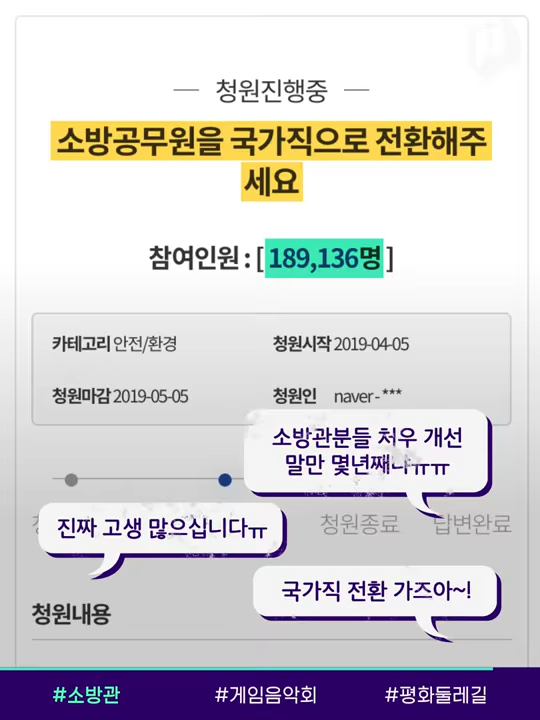 — 청원진행중 —
소방공무원을 국가직으로 전환해주
세요
참여인원 : [ 189,136명 ]
카테고리 안전/환경 청원시작 2019-04-05
청원마감 2019-05-05 청원인 naver - ***
소방관분들 처우 개선
말만 몇년째냐ㅠㅠ
진짜 고생 많으십니다ㅠ
청원종료 답변완료
국가직 전환 가즈아~!
청원내용
#소방관 #게임음악회 #평화둘레길